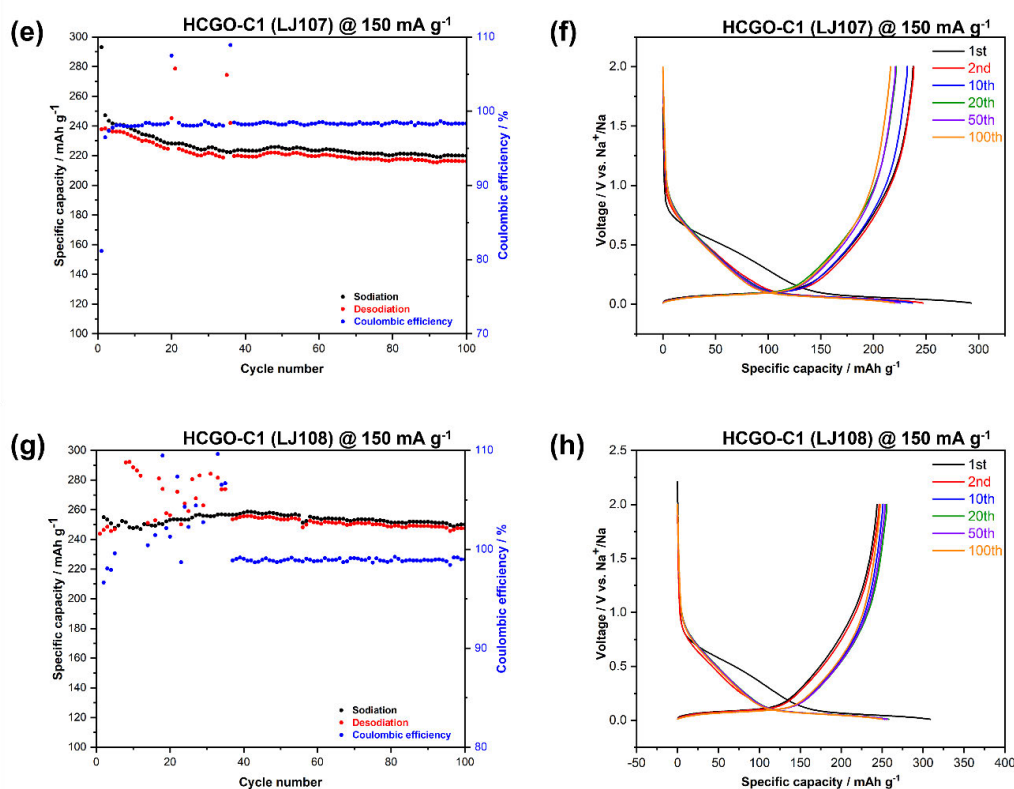 (e)
HCGO-C1 (LJ107) @ 150 mA g⁻¹
300
280
260
240
220
200
180
160
140
120
100
Specific capacity / mAh g⁻¹
110
100
90
80
70
Coulombic efficiency / %
Sodiation
Desodiation
Coulombic efficiency
0 20 40 60 80 100
Cycle number
(f)
HCGO-C1 (LJ107) @ 150 mA g⁻¹
2.0
1.5
1.0
0.5
0.0
Voltage / V vs. Na⁺/Na
1st
2nd
10th
20th
50th
100th
0 50 100 150 200 250 300
Specific capacity / mAh g⁻¹
(g)
HCGO-C1 (LJ108) @ 150 mA g⁻¹
300
280
260
240
220
200
180
160
140
120
100
Specific capacity / mAh g⁻¹
110
100
90
80
Coulombic efficiency / %
Sodiation
Desodiation
Coulombic efficiency
0 20 40 60 80 100
Cycle number
(h)
HCGO-C1 (LJ108) @ 150 mA g⁻¹
2.5
2.0
1.5
1.0
0.5
0.0
Voltage / V vs. Na⁺/Na
1st
2nd
10th
20th
50th
100th
-50 0 50 100 150 200 250 300 350 400
Specific capacity / mAh g⁻¹